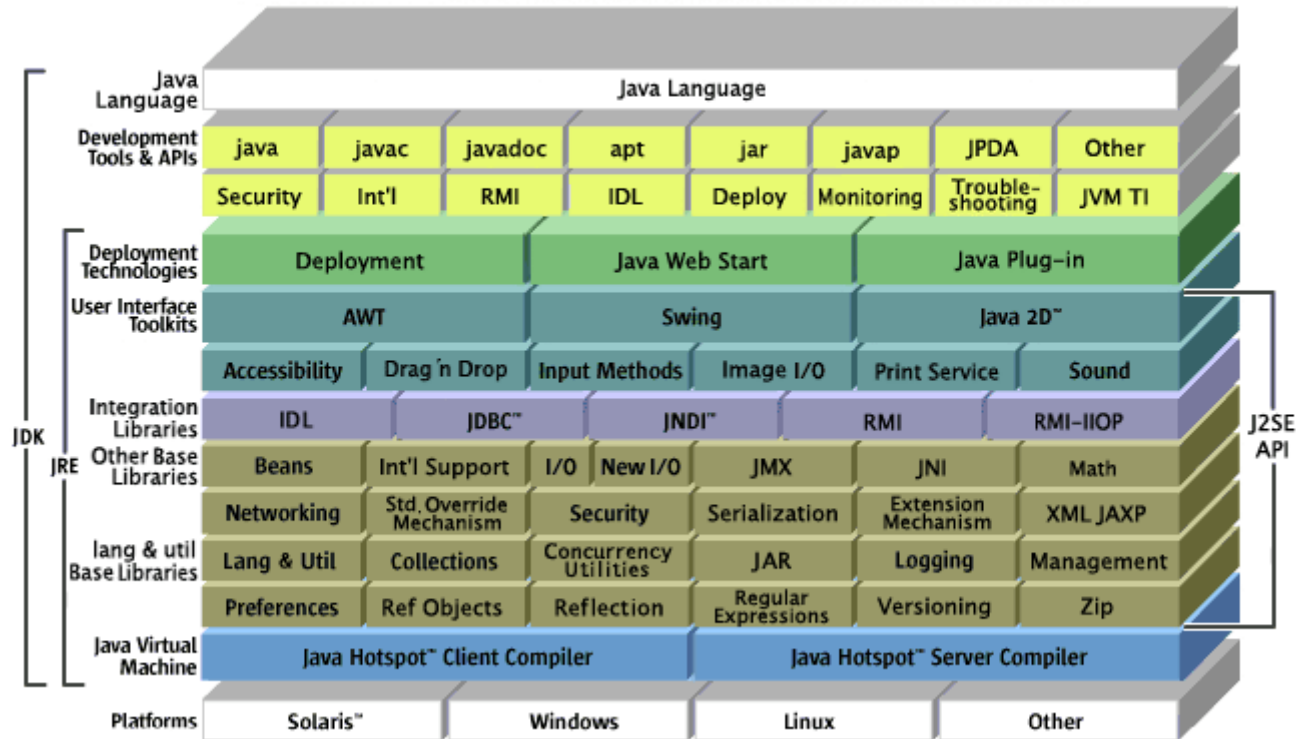 Java
Language
Java Language
Development
Tools & APIs
java javac javadoc apt jar javap JPDA Other
Security Int'l RMI IDL Deploy Monitoring Trouble-
shooting JVM TI
Deployment
Technologies
Deployment Java Web Start Java Plug-in
User Interface
Toolkits
AWT Swing Java 2D™
Accessibility Drag 'n Drop Input Methods Image I/O Print Service Sound
Integration
Libraries
IDL JDBC™ JNDI™ RMI RMI-IIOP
JDK
JRE
J2SE
API
Other Base
Libraries
Beans Int'l Support I/O New I/O JMX JNI Math
Networking Std. Override
Mechanism Security Serialization Extension
Mechanism XML JAXP
lang & util
Base Libraries
Lang & Util Collections Concurrency
Utilities JAR Logging Management
Preferences Ref Objects Reflection Regular
Expressions Versioning Zip
Java Virtual
Machine
Java Hotspot™ Client Compiler Java Hotspot™ Server Compiler
Platforms
Solaris™ Windows Linux Other